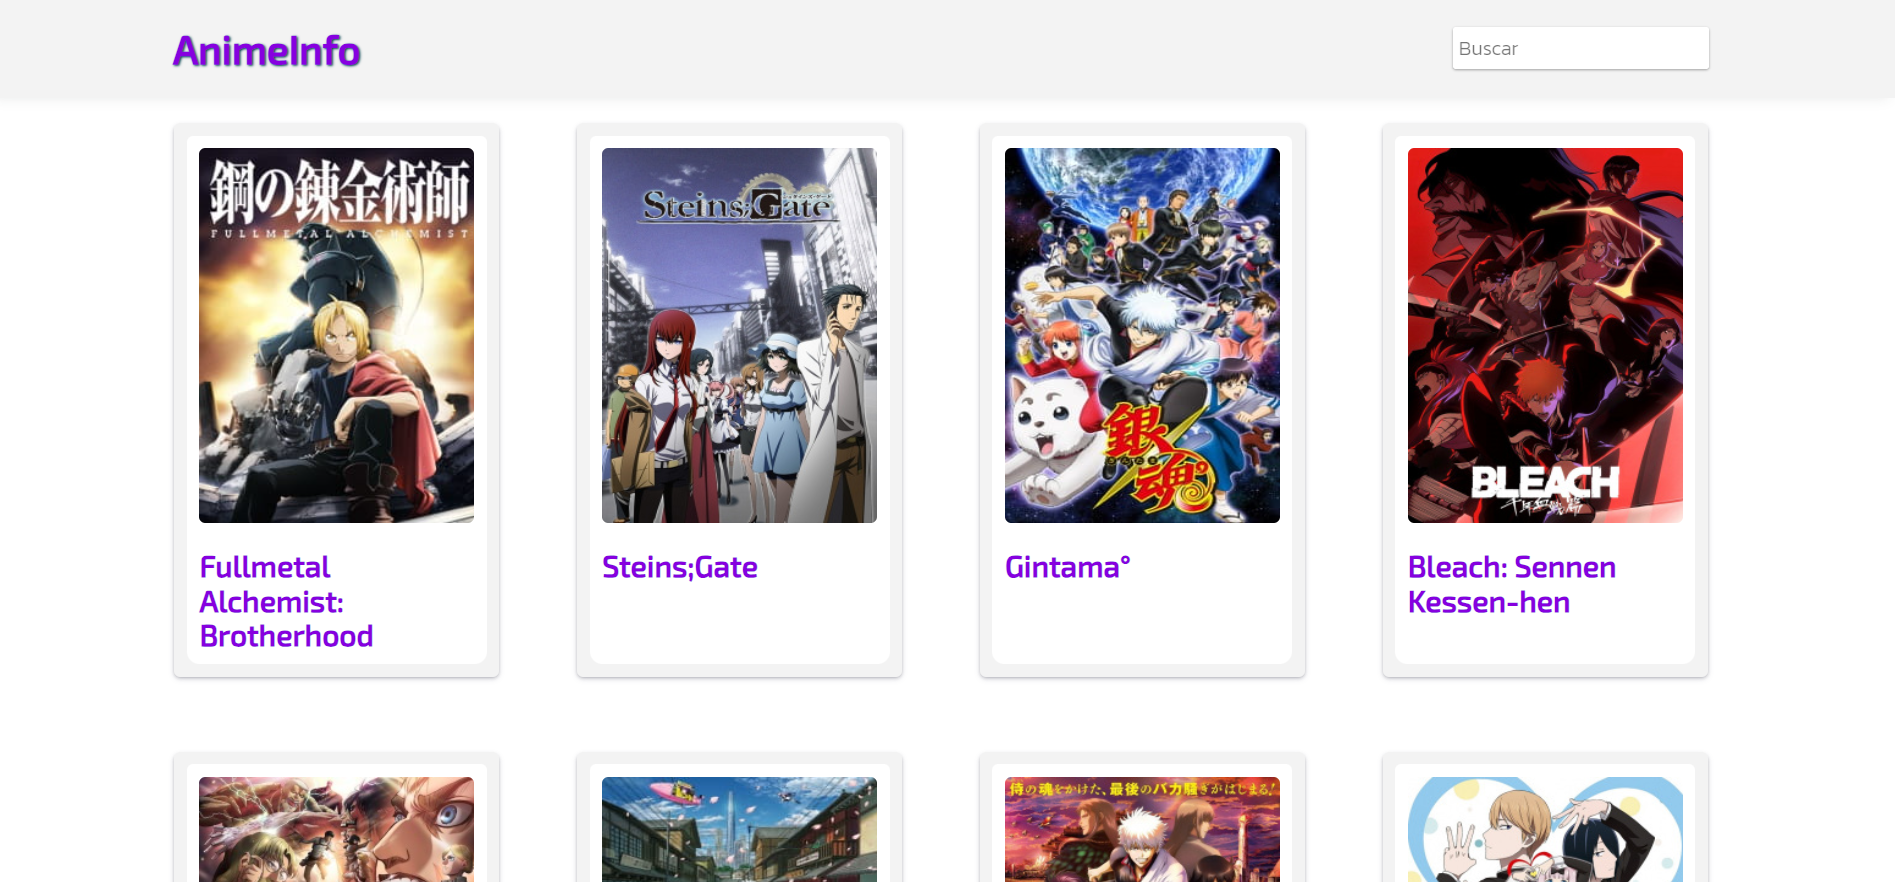 AnimeInfo
Buscar
鋼の錬金術師
FULLMETAL ALCHEMIST
Steins;Gate
銀魂°
BLEACH
千年血戦篇
Fullmetal
Alchemist:
Brotherhood
Steins;Gate
Gintama°
Bleach: Sennen
Kessen-hen
侍の魂をかけた、最後のバカ騒ぎがはじまる!